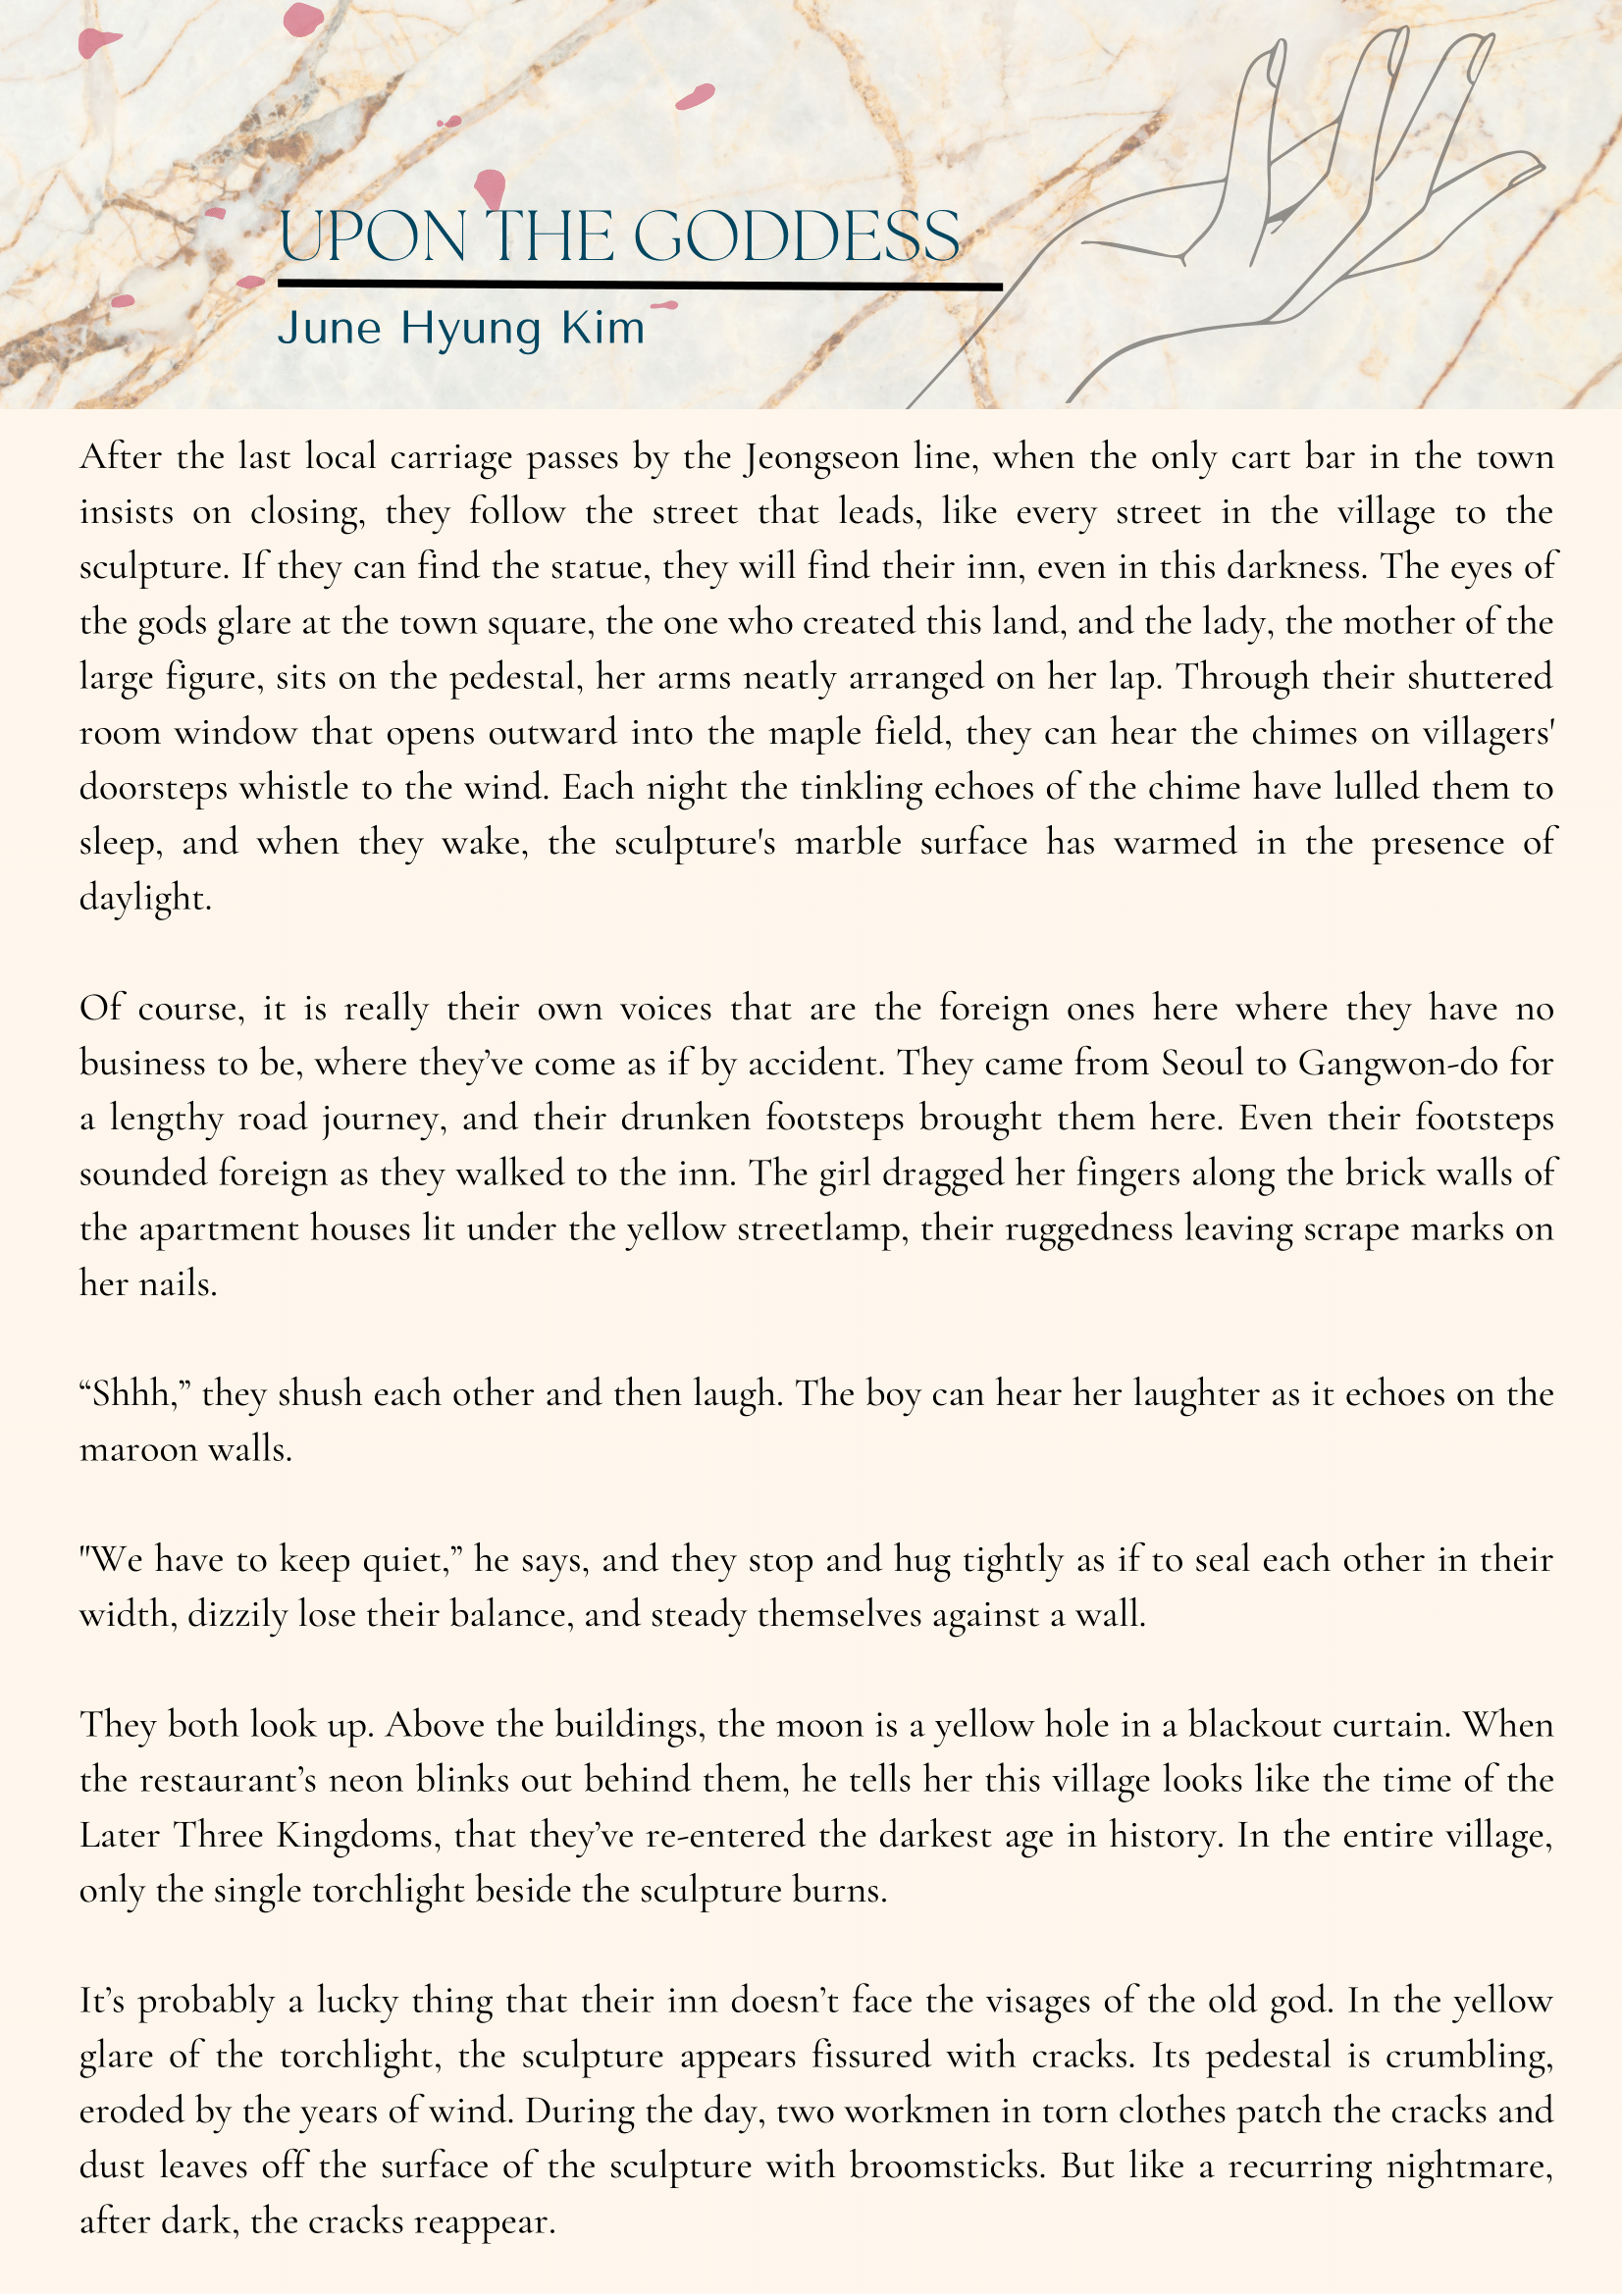 UPON THE GODDESS
June Hyung Kim
After the last local carriage passes by the Jeongseon line, when the only cart bar in the town
insists on closing, they follow the street that leads, like every street in the village to the
sculpture. If they can find the statue, they will find their inn, even in this darkness. The eyes of
the gods glare at the town square, the one who created this land, and the lady, the mother of the
large figure, sits on the pedestal, her arms neatly arranged on her lap. Through their shuttered
room window that opens outward into the maple field, they can hear the chimes on villagers'
doorsteps whistle to the wind. Each night the tinkling echoes of the chime have lulled them to
sleep, and when they wake, the sculpture's marble surface has warmed in the presence of
daylight.
Of course, it is really their own voices that are the foreign ones here where they have no
business to be, where they’ve come as if by accident. They came from Seoul to Gangwon-do for
a lengthy road journey, and their drunken footsteps brought them here. Even their footsteps
sounded foreign as they walked to the inn. The girl dragged her fingers along the brick walls of
the apartment houses lit under the yellow streetlamp, their ruggedness leaving scrape marks on
her nails.
“Shhh,” they shush each other and then laugh. The boy can hear her laughter as it echoes on the
maroon walls.
"We have to keep quiet,” he says, and they stop and hug tightly as if to seal each other in their
width, dizzily lose their balance, and steady themselves against a wall.
They both look up. Above the buildings, the moon is a yellow hole in a blackout curtain. When
the restaurant’s neon blinks out behind them, he tells her this village looks like the time of the
Later Three Kingdoms, that they’ve re-entered the darkest age in history. In the entire village,
only the single torchlight beside the sculpture burns.
It’s probably a lucky thing that their inn doesn’t face the visages of the old god. In the yellow
glare of the torchlight, the sculpture appears fissured with cracks. Its pedestal is crumbling,
eroded by the years of wind. During the day, two workmen in torn clothes patch the cracks and
dust leaves off the surface of the sculpture with broomsticks. But like a recurring nightmare,
after dark, the cracks reappear.